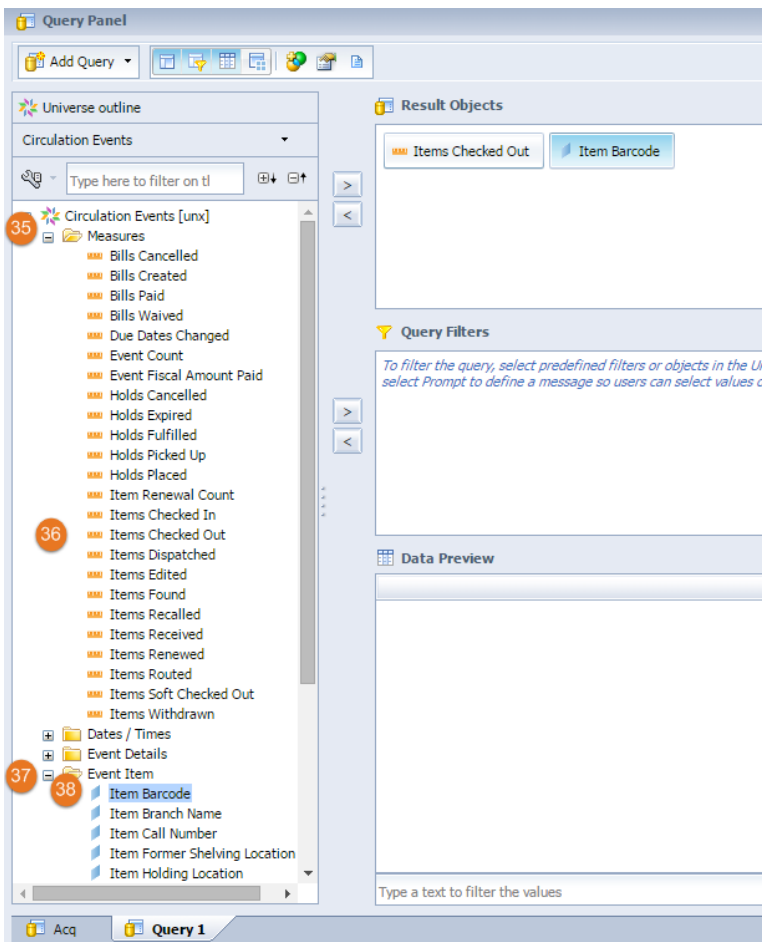 Query Panel
Add Query
Universe outline
Circulation Events
Type here to filter on tl
Circulation Events [unx]
35
Measures
Bills Cancelled
Bills Created
Bills Paid
Bills Waived
Due Dates Changed
Event Count
Event Fiscal Amount Paid
Holds Cancelled
Holds Expired
Holds Fulfilled
Holds Picked Up
Holds Placed
Item Renewal Count
Items Checked In
36
Items Checked Out
Items Dispatched
Items Edited
Items Found
Items Recalled
Items Received
Items Renewed
Items Routed
Items Soft Checked Out
Items Withdrawn
Dates / Times
Event Details
37
Event Item
38
Item Barcode
Item Branch Name
Item Call Number
Item Former Shelving Location
Item Holding Location
>
<
>
<
Result Objects
Items Checked Out
Item Barcode
Query Filters
To filter the query, select predefined filters or objects in the U
select Prompt to define a message so users can select values
Data Preview
Type a text to filter the values
Acq
Query 1